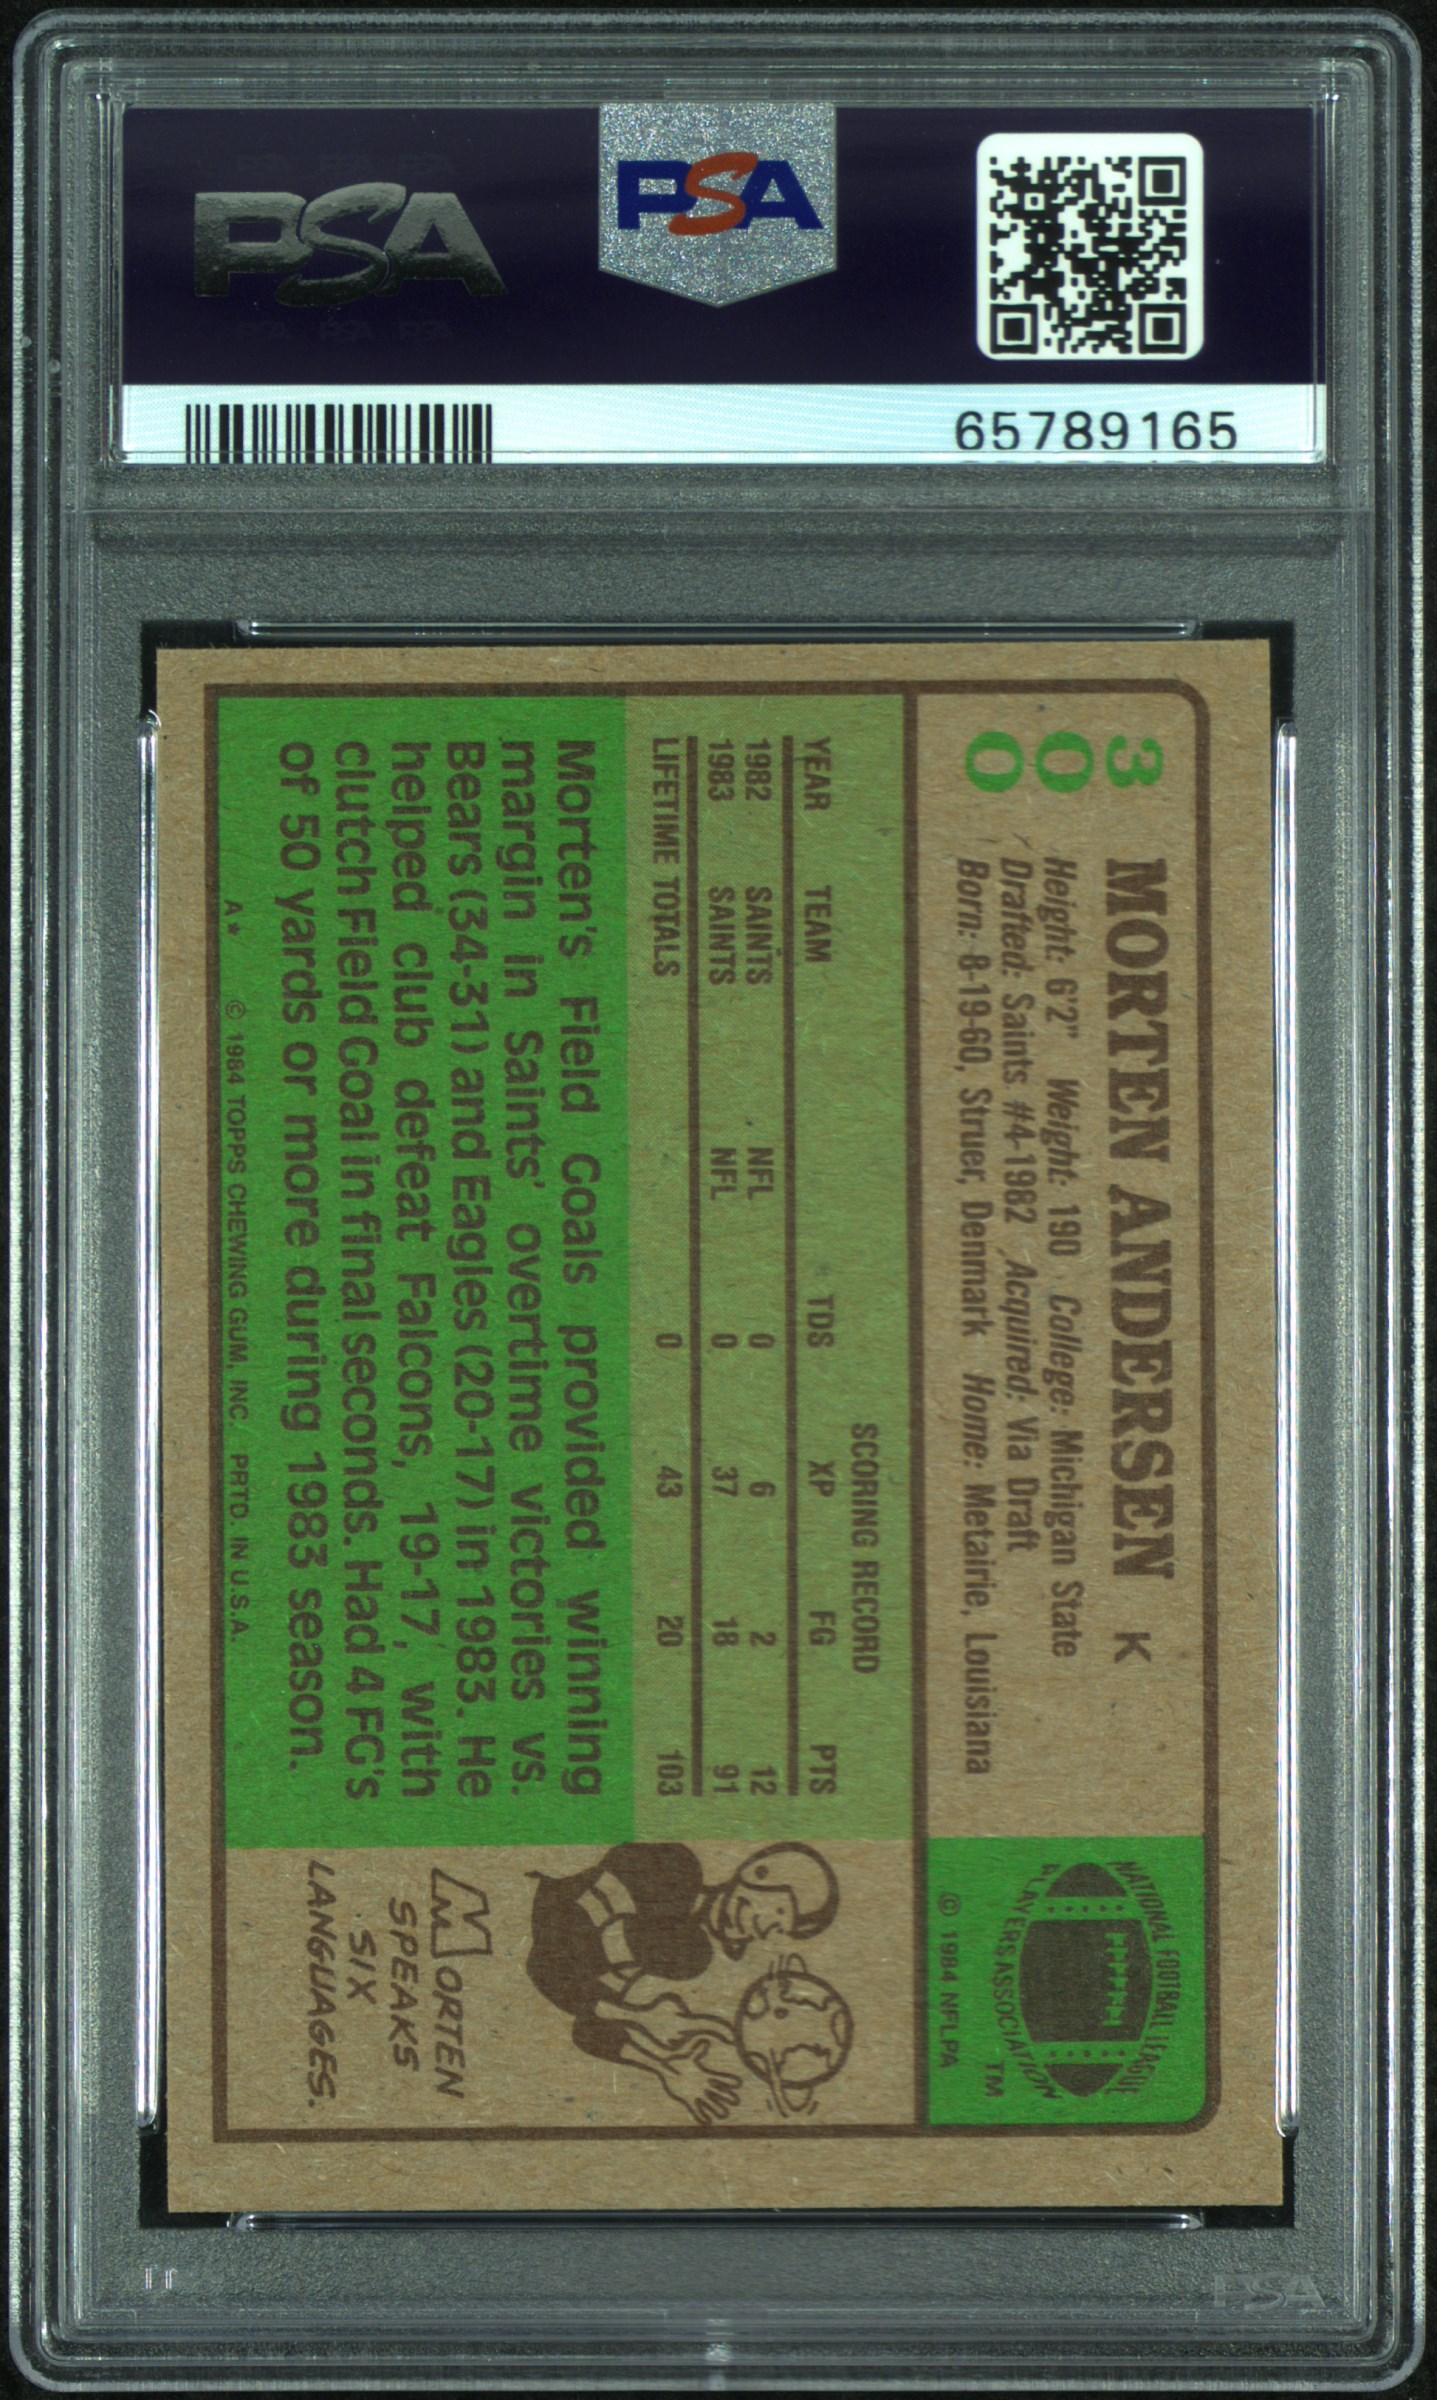 PSA
PSA
65789165
300
MORTEN ANDERSEN K
Height: 6'2" Weight: 190 College: Michigan State
Drafted: Saints #4-1982 Acquired: Via Draft
Born: 8-19-60, Struer, Denmark Home: Metairie, Louisiana
NATIONAL FOOTBALL LEAGUE
PLAYERS ASSOCIATION
TM
© 1984 NFLPA
SCORING RECORD
YEAR TEAM TDS XP FG PTS
1982 SAINTS NFL 0 6 2 12
1983 SAINTS NFL 0 37 18 91
LIFETIME TOTALS 0 43 20 103
Morten's Field Goals provided winning
margin in Saints' overtime victories vs.
Bears (34-31) and Eagles (20-17) in 1983. He
helped club defeat Falcons, 19-17, with
clutch Field Goal in final seconds. Had 4 FG's
of 50 yards or more during 1983 season.
A* © 1984 TOPPS CHEWING GUM, INC. PRTD. IN U.S.A.
MORTEN
SPEAKS
SIX
LANGUAGES.
PSA